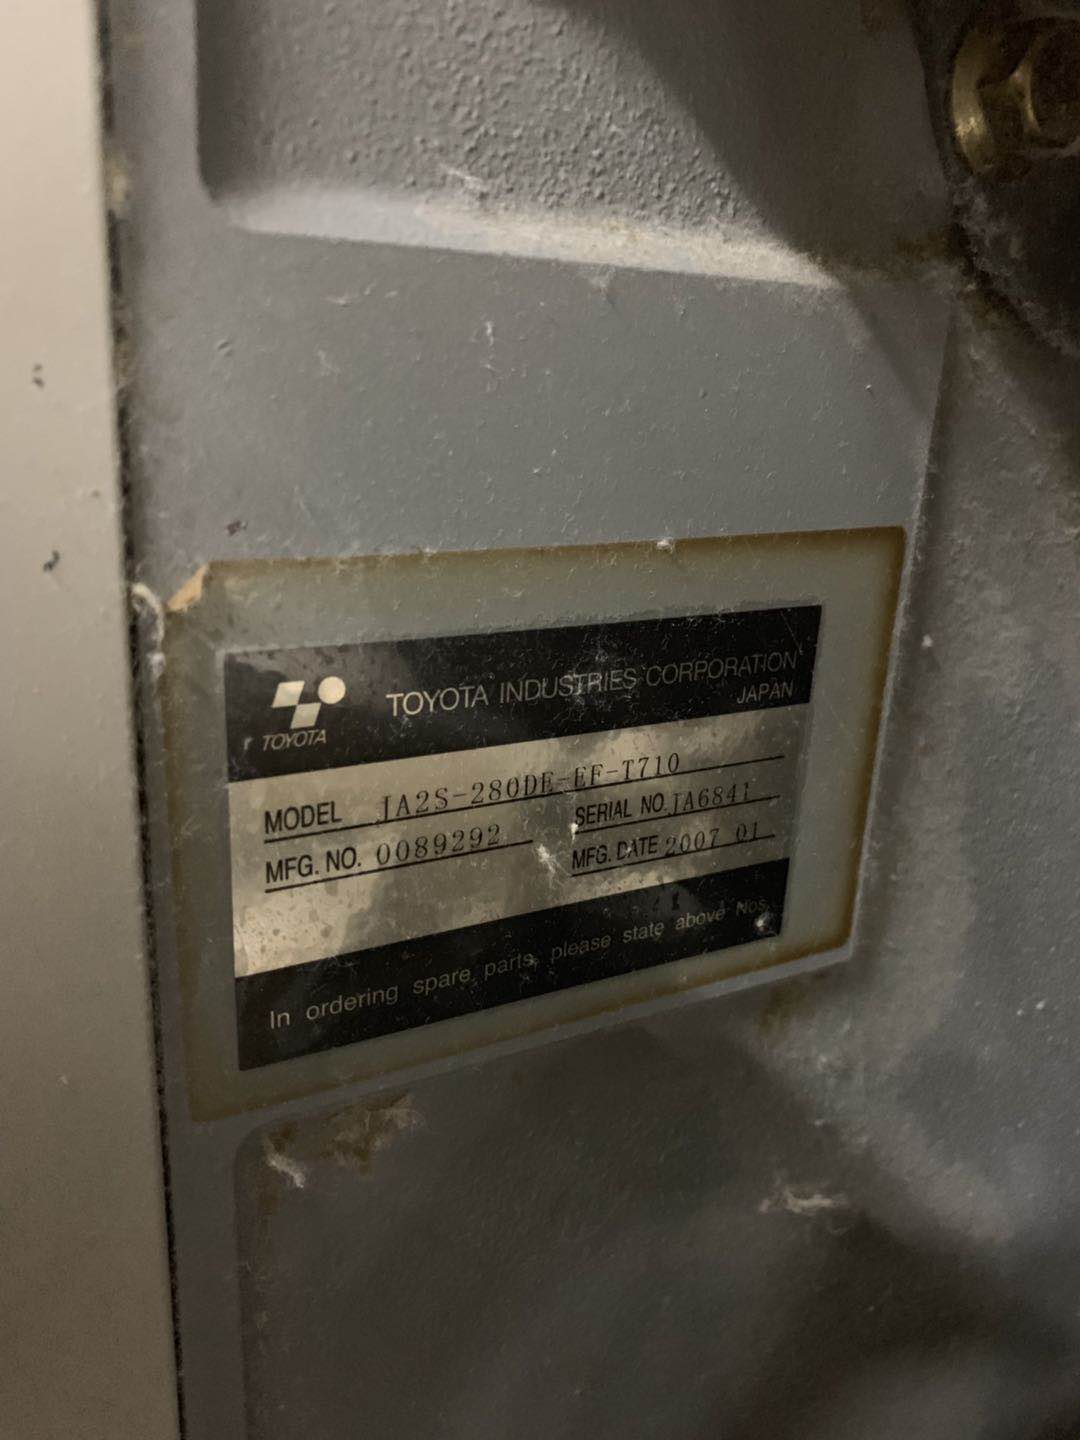 TOYOTA
TOYOTA INDUSTRIES CORPORATION
JAPAN
MODEL JA2S-280DE-EF-T710
MFG. NO. 0089292
SERIAL NO. JA6841
MFG. DATE 2007 01
In ordering spare parts, please state above Nos.